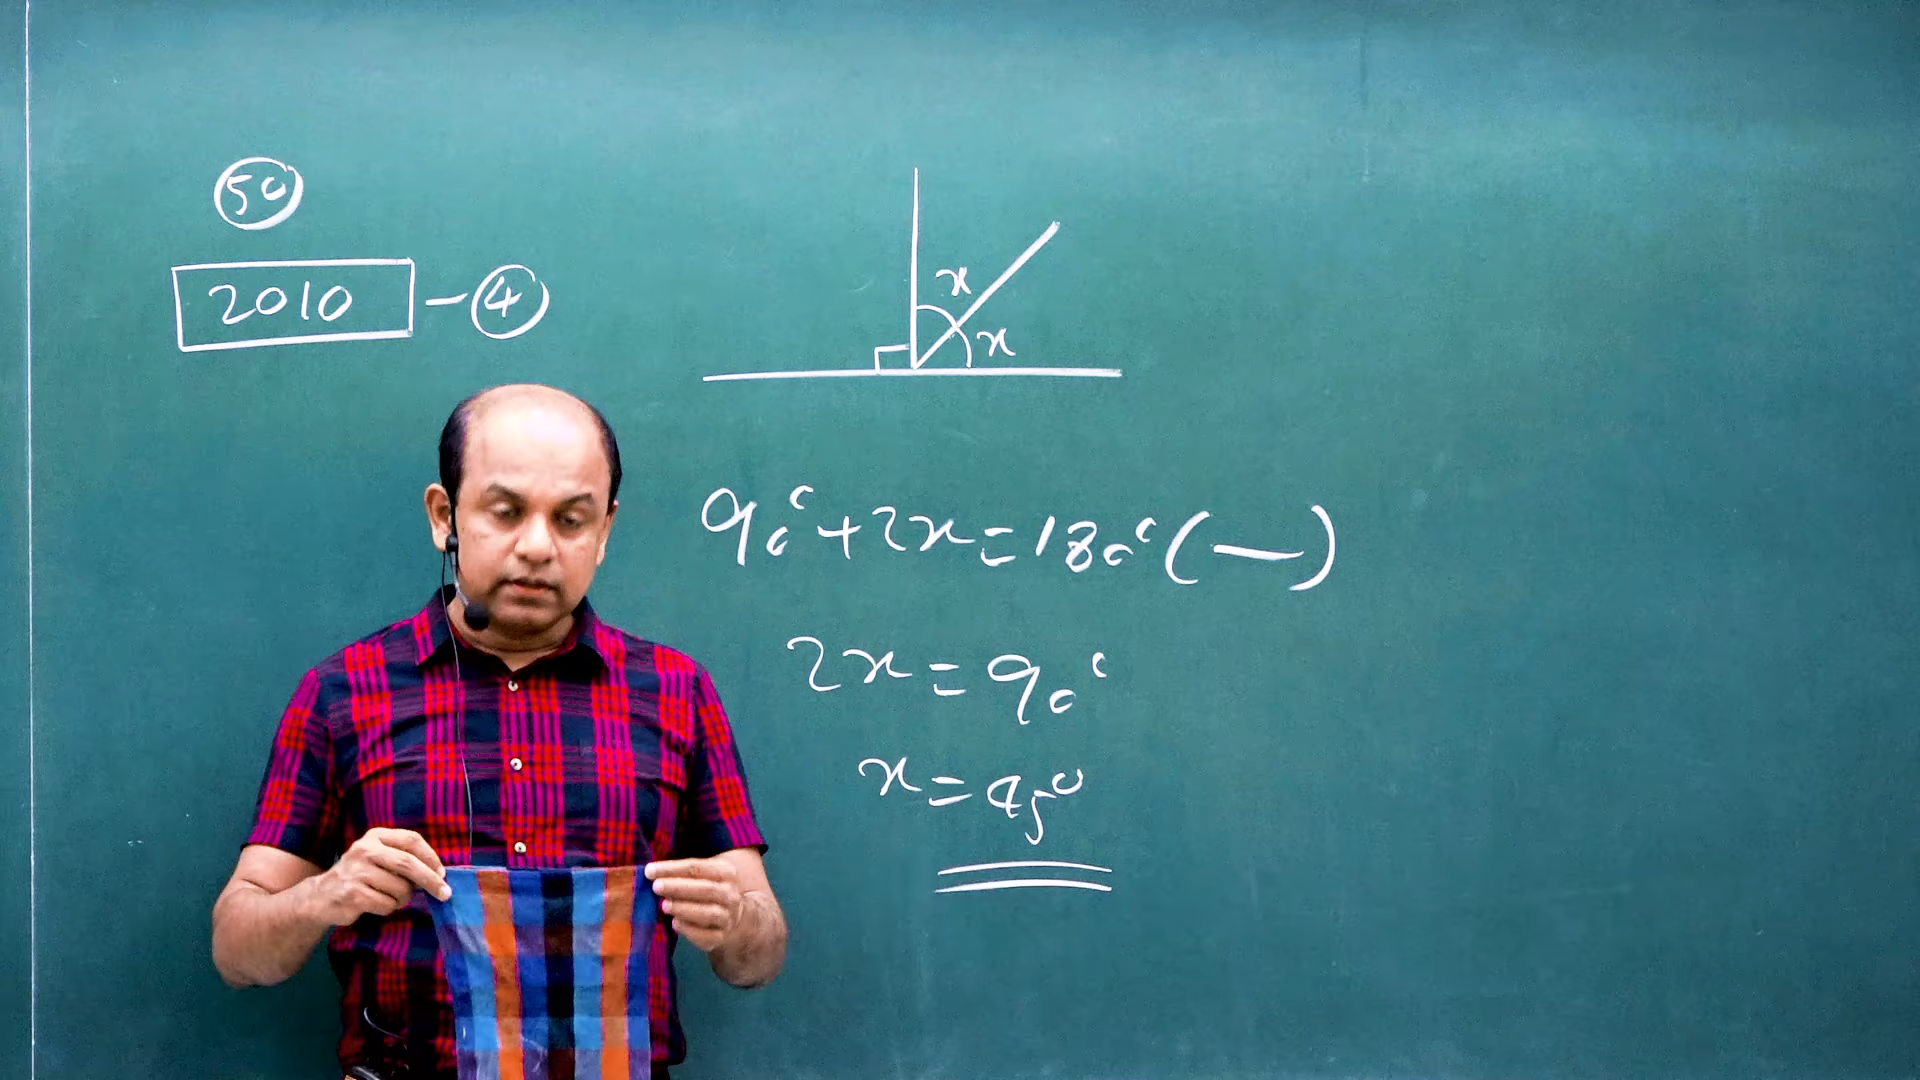 50
2010 - 4
x
x
90° + 2x = 180° ( — )
2x = 90°
x = 45°